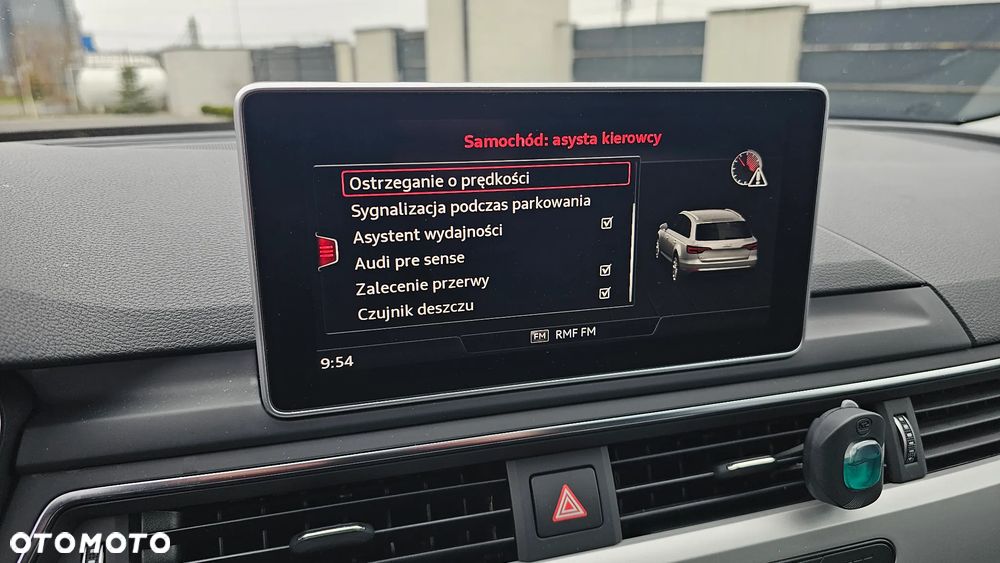 Samochód: asysta kierowcy
Ostrzeganie o prędkości
Sygnalizacja podczas parkowania
Asystent wydajności
Audi pre sense
Zalecenie przerwy
Czujnik deszczu
FM RMF FM
9:54
OTOMOTO